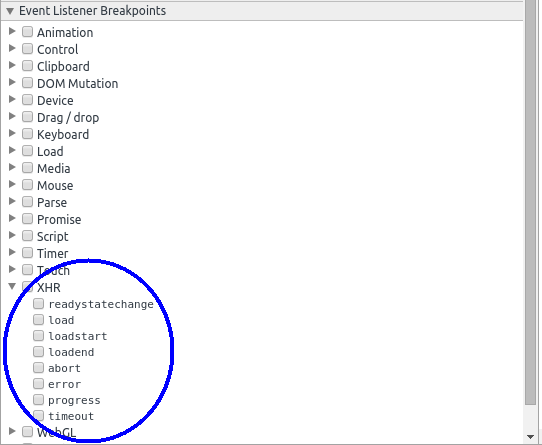 Event Listener Breakpoints
Animation
Control
Clipboard
DOM Mutation
Device
Drag / drop
Keyboard
Load
Media
Mouse
Parse
Promise
Script
Timer
Touch
XHR
readystatechange
load
loadstart
loadend
abort
error
progress
timeout
WebGL